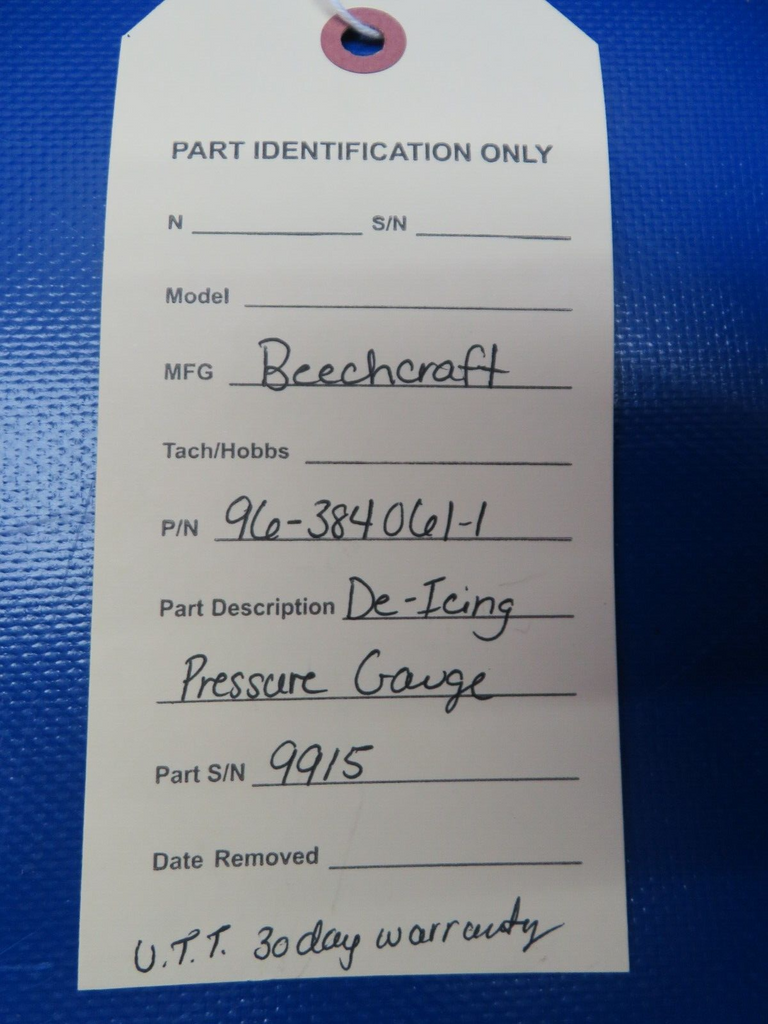 PART IDENTIFICATION ONLY
N S/N
Model
MFG Beechcraft
Tach/Hobbs
P/N 96-384061-1
Part Description De-Icing
Pressure Gauge
Part S/N 9915
Date Removed
U.T.T. 30 day warranty